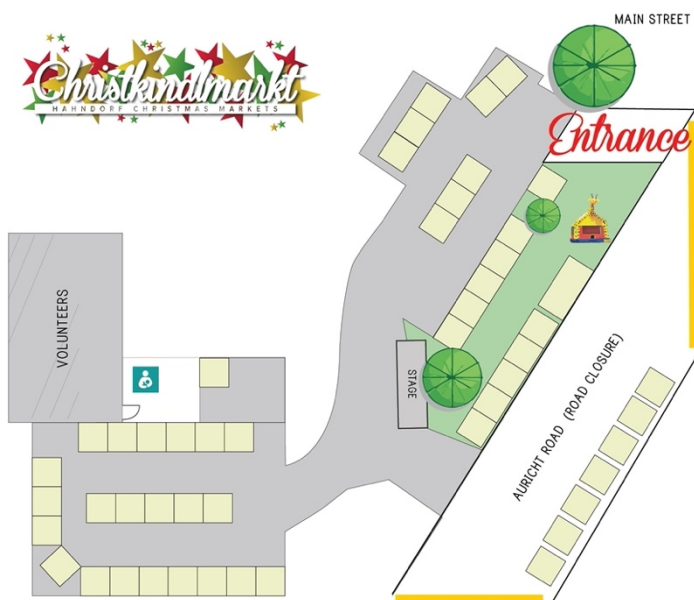 MAIN STREET
Christkindlmarkt
HAHNDORF CHRISTMAS MARKETS
Entrance
VOLUNTEERS
STAGE
AURICHT ROAD (ROAD CLOSURE)